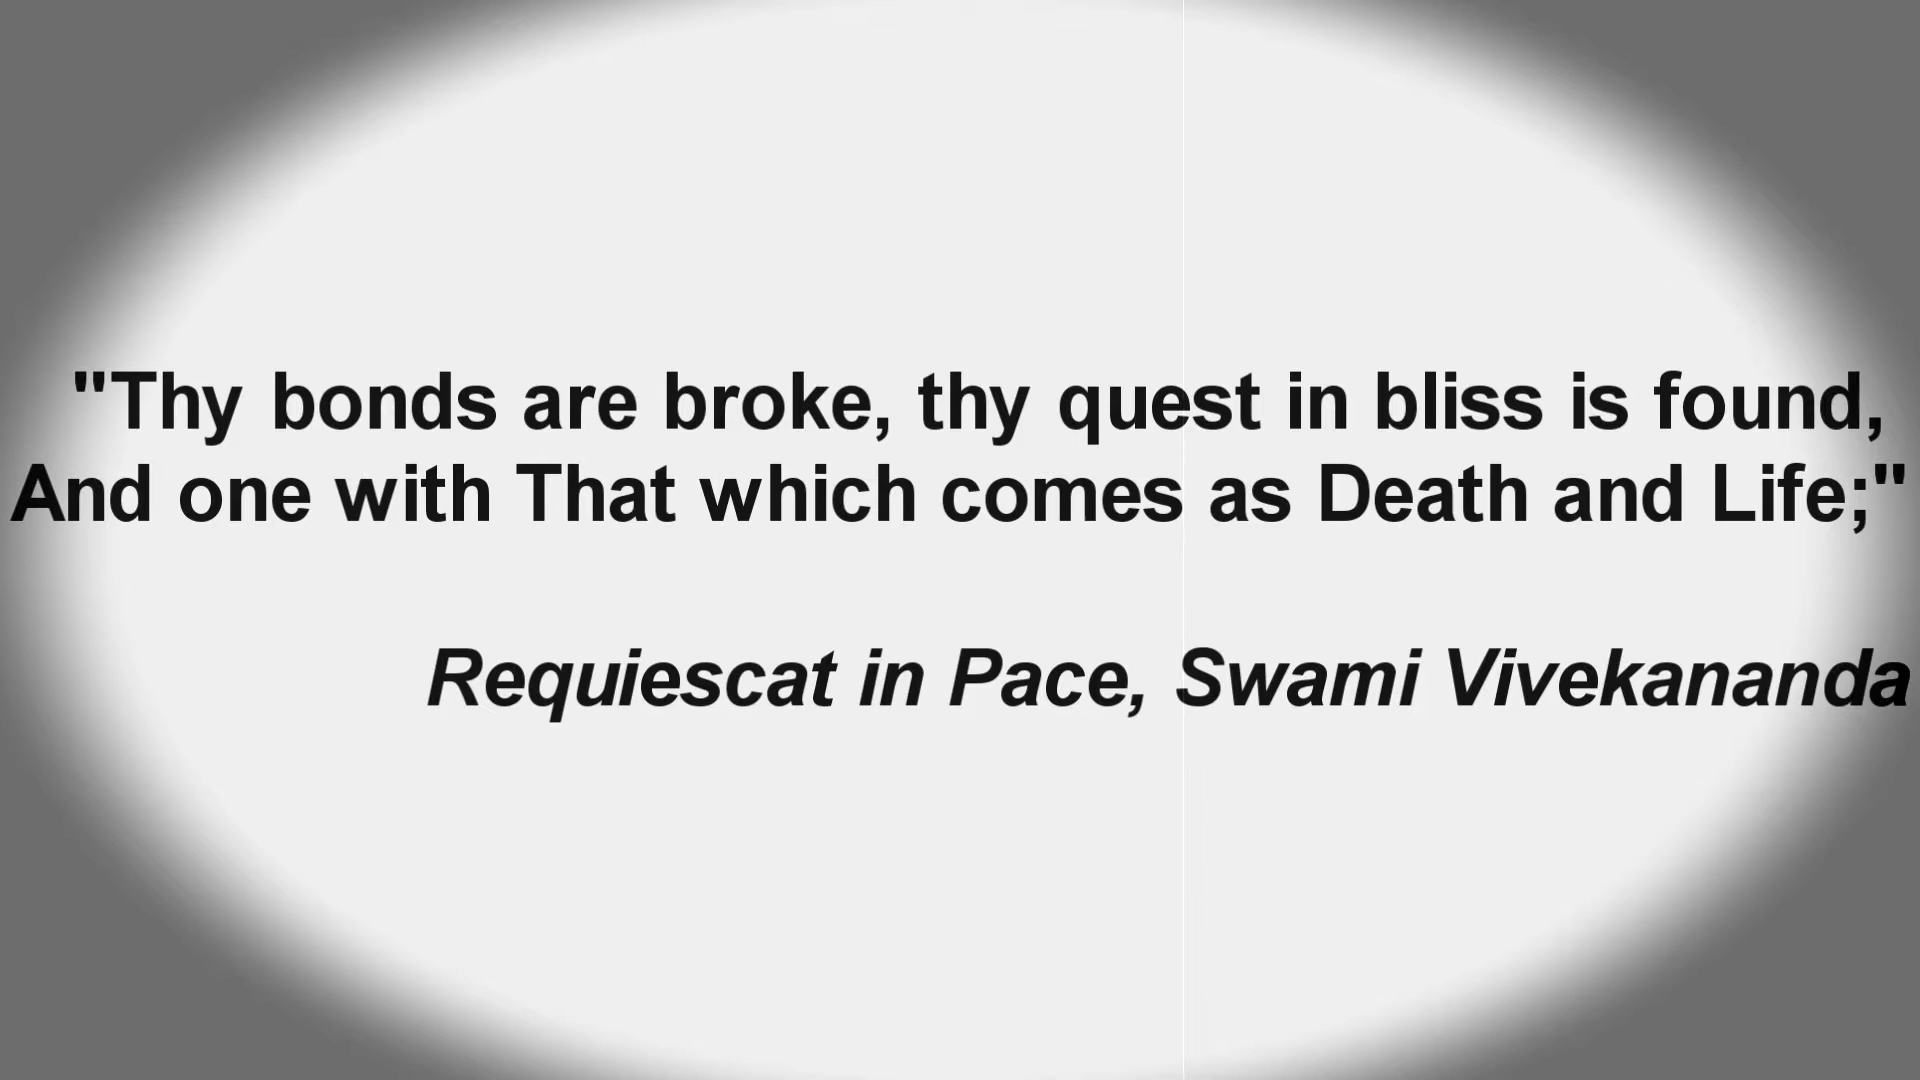 "Thy bonds are broke, thy quest in bliss is found,
And one with That which comes as Death and Life;"
Requiescat in Pace, Swami Vivekananda